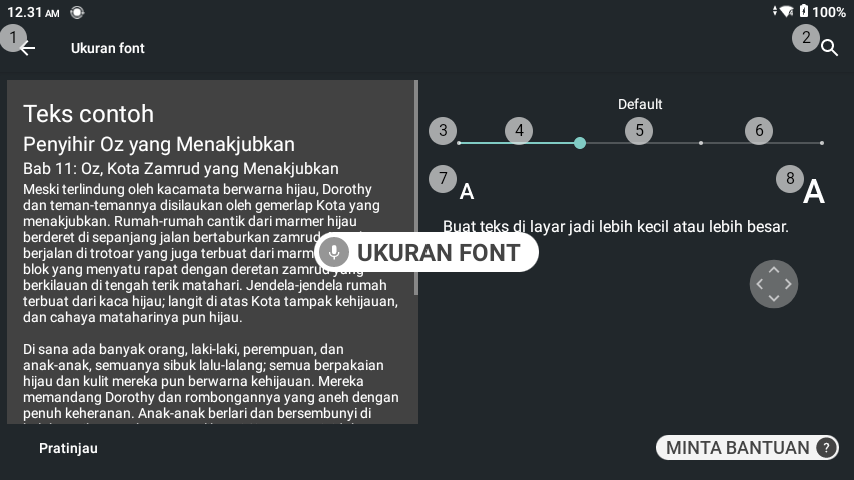 12.31 AM
100%
1
Ukuran font
2
Teks contoh
Penyihir Oz yang Menakjubkan
Bab 11: Oz, Kota Zamrud yang Menakjubkan
Meski terlindung oleh kacamata berwarna hijau, Dorothy
dan teman-temannya disilaukan oleh gemerlap Kota yang
menakjubkan. Rumah-rumah cantik dari marmer hijau
berderet di sepanjang jalan bertaburkan zamrud
berjalan di trotoar yang juga terbuat dari
blok yang menyatu rapat dengan deretan zamrud yang
berkilauan di tengah terik matahari. Jendela-jendela rumah
terbuat dari kaca hijau; langit di atas Kota tampak kehijauan,
dan cahaya mataharinya pun hijau.
Di sana ada banyak orang, laki-laki, perempuan, dan
anak-anak, semuanya sibuk lalu-lalang; semua berpakaian
hijau dan kulit mereka pun berwarna kehijauan. Mereka
memandang Dorothy dan rombongannya yang aneh dengan
penuh keheranan. Anak-anak berlari dan bersembunyi di
Pratinjau
Default
3
4
5
6
7
A
8
A
Buat teks di layar jadi lebih kecil atau lebih besar.
UKURAN FONT
MINTA BANTUAN ?